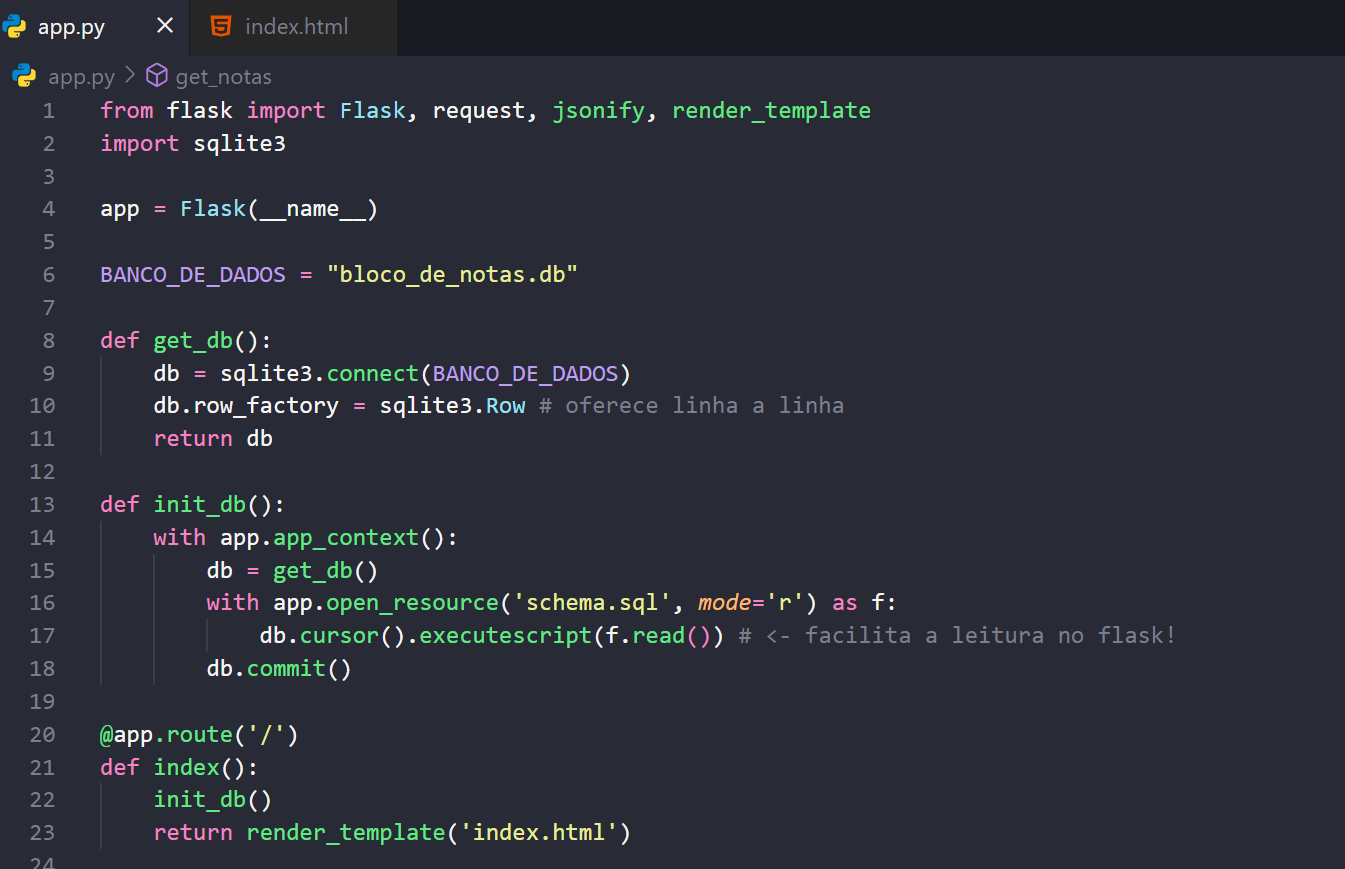 app.py × index.html
app.py > get_notas
1 from flask import Flask, request, jsonify, render_template
2 import sqlite3
3
4 app = Flask(__name__)
5
6 BANCO_DE_DADOS = "bloco_de_notas.db"
7
8 def get_db():
9     db = sqlite3.connect(BANCO_DE_DADOS)
10     db.row_factory = sqlite3.Row # oferece linha a linha
11     return db
12
13 def init_db():
14     with app.app_context():
15         db = get_db()
16         with app.open_resource('schema.sql', mode='r') as f:
17             db.cursor().executescript(f.read()) # <- facilita a leitura no flask!
18         db.commit()
19
20 @app.route('/')
21 def index():
22     init_db()
23     return render_template('index.html')
24